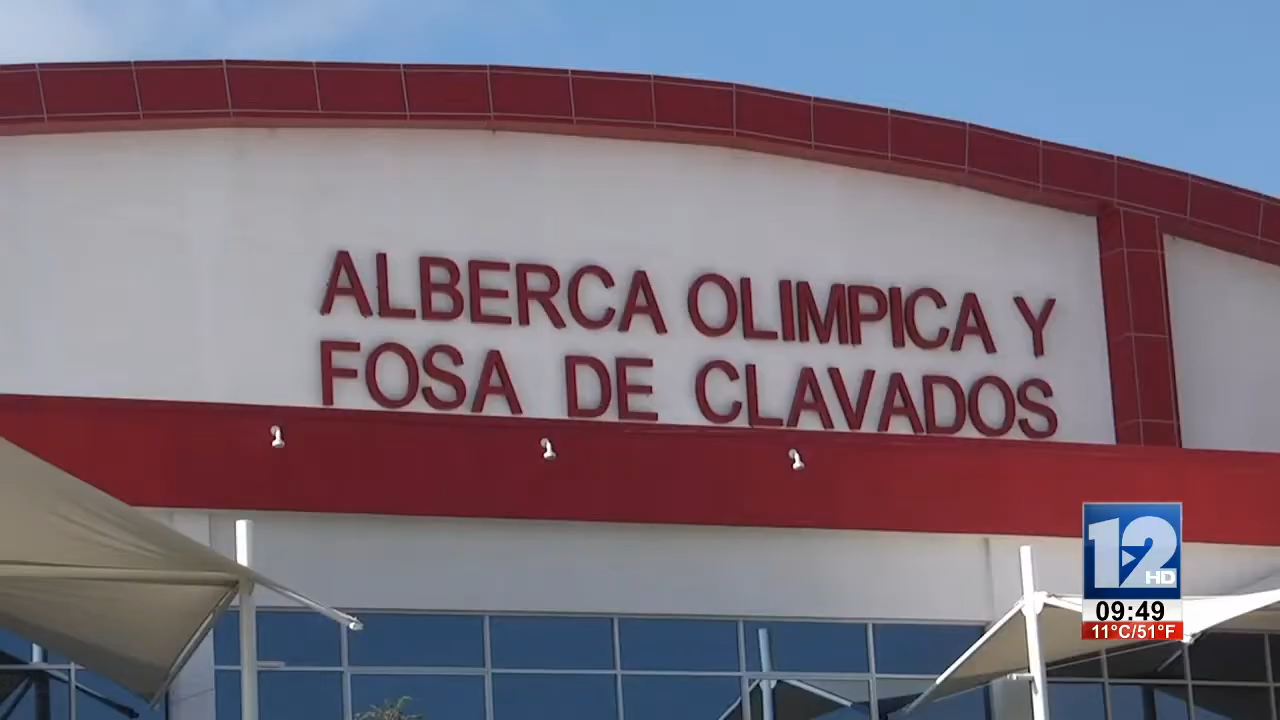 ALBERCA OLIMPICA Y
FOSA DE CLAVADOS
12
HD
09:49
11°C/51°F